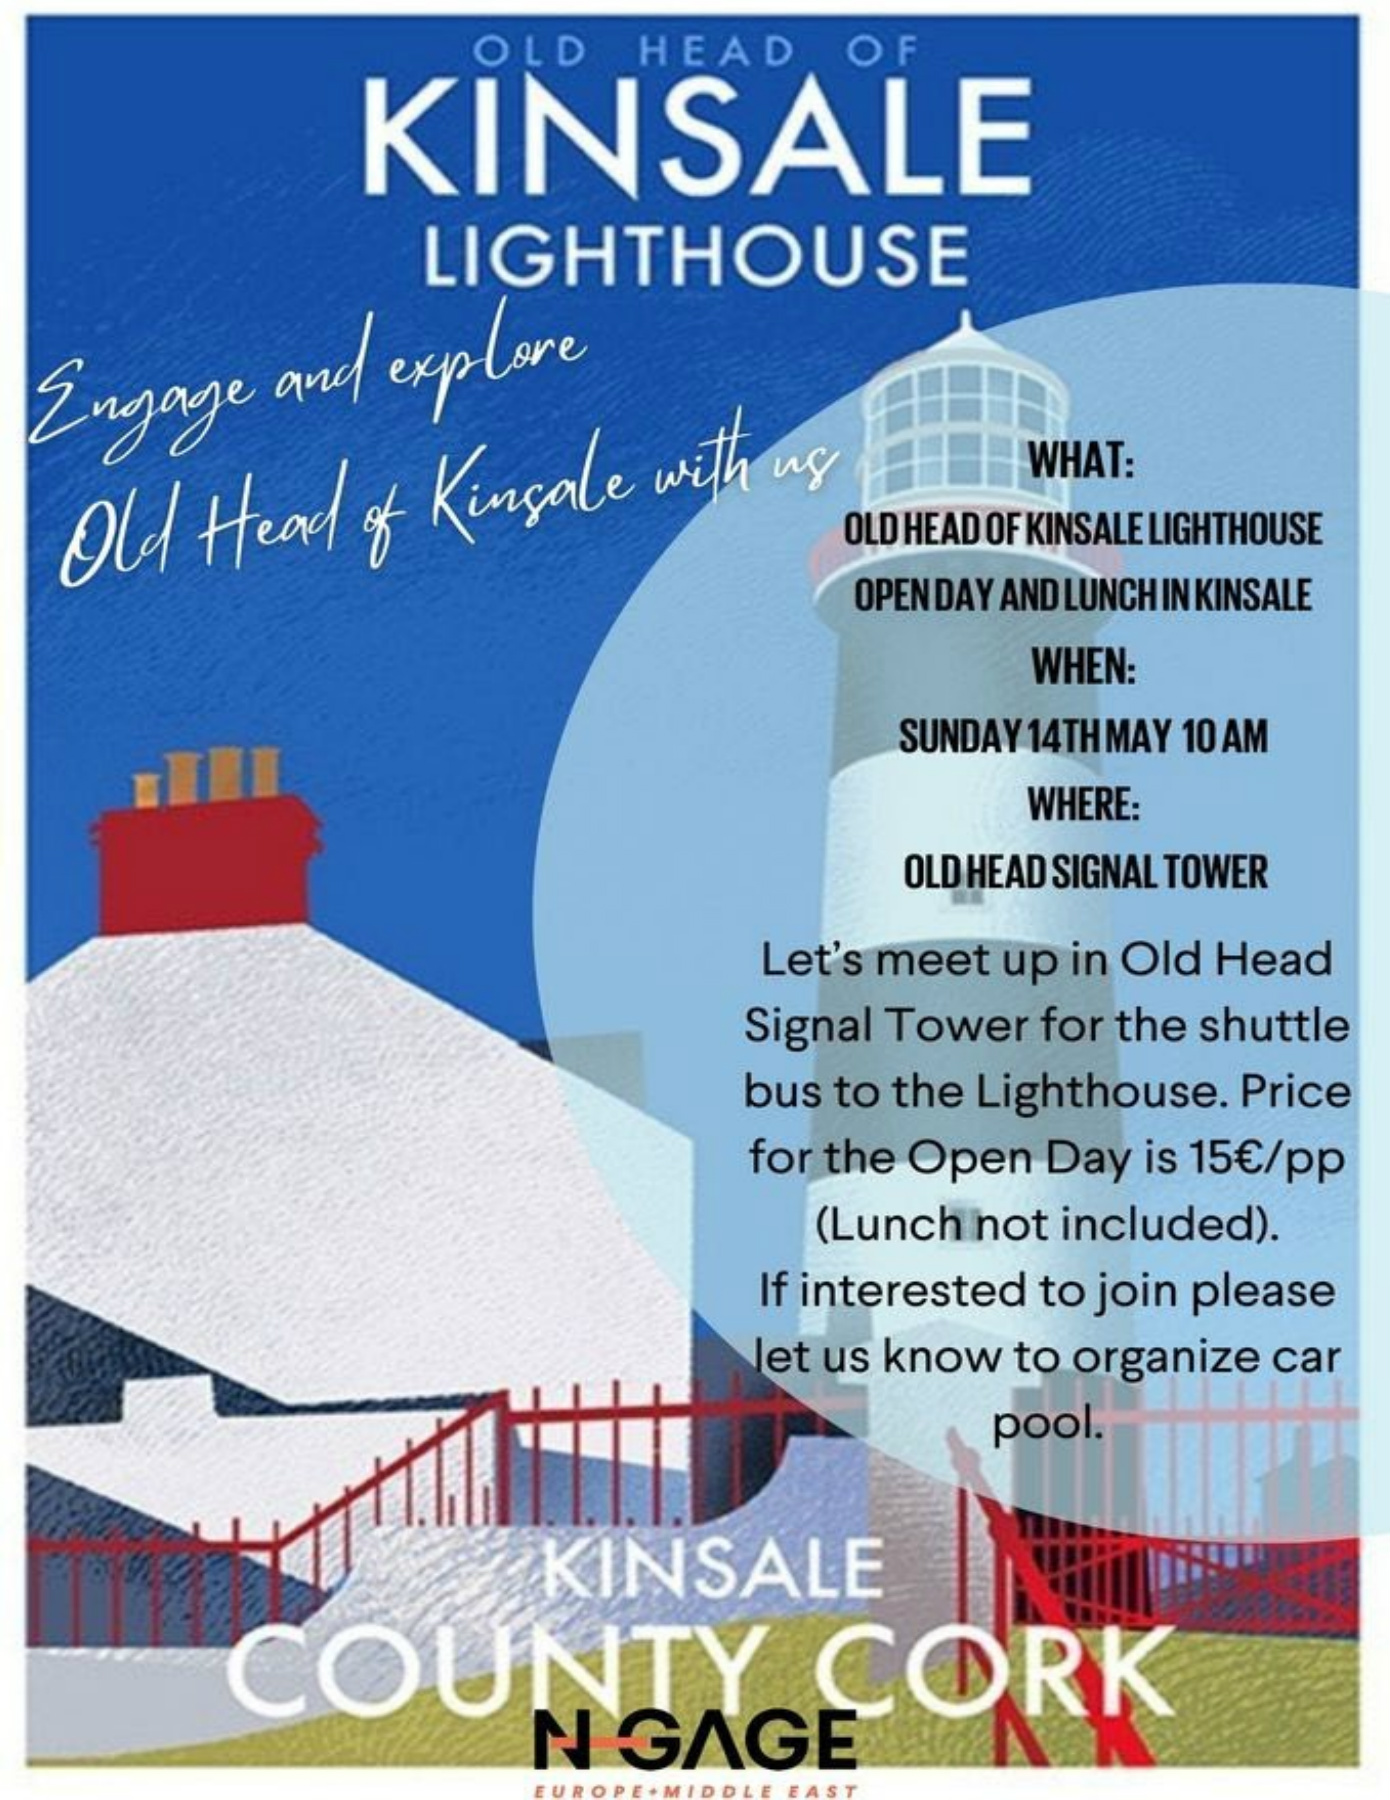 OLD HEAD OF
KINSALE
LIGHTHOUSE
Engage and explore
Old Head of Kinsale with us
WHAT:
OLD HEAD OF KINSALE LIGHTHOUSE
OPEN DAY AND LUNCH IN KINSALE
WHEN:
SUNDAY 14TH MAY 10 AM
WHERE:
OLD HEAD SIGNAL TOWER
Let's meet up in Old Head
Signal Tower for the shuttle
bus to the Lighthouse. Price
for the Open Day is 15€/pp
(Lunch not included).
If interested to join please
let us know to organize car
pool.
KINSALE
COUNTY CORK
N-GAGE
EUROPE+MIDDLE EAST